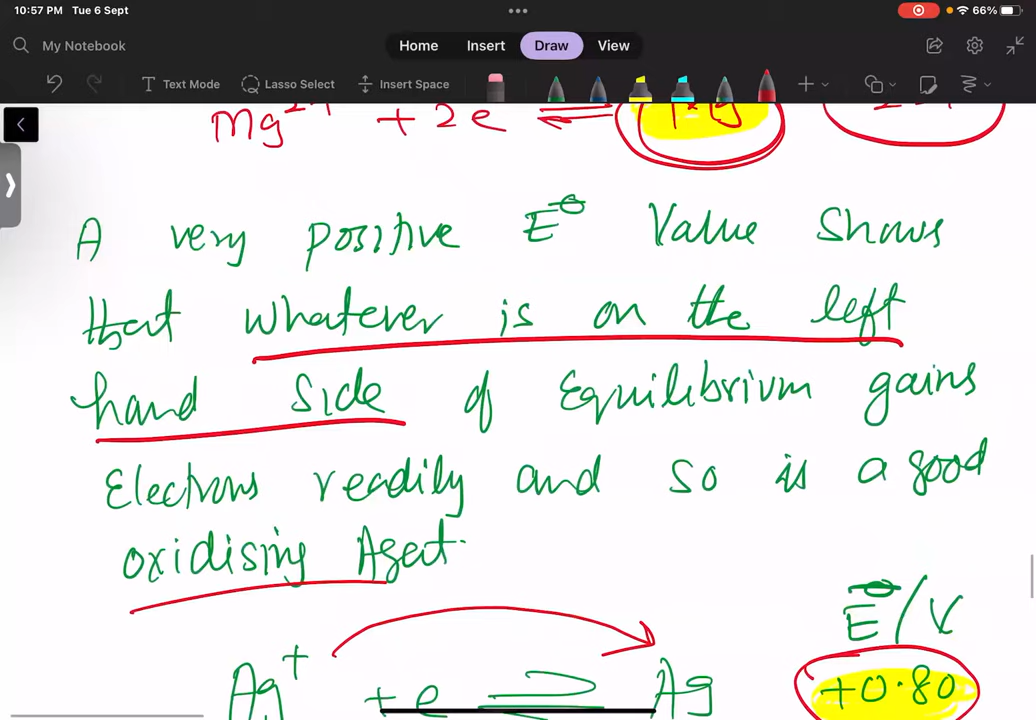 10:57 PM Tue 6 Sept
66%
My Notebook
Home Insert Draw View
Text Mode Lasso Select Insert Space
Mg²⁺ + 2e ⇌ Mg
A very positive E⦵ Value Shows
that whatever is on the left
hand Side of Equilibrium gains
Electrons readily and so is a good
oxidising Agent.
E⦵/V
Ag⁺ + e ⇌ Ag +0.80